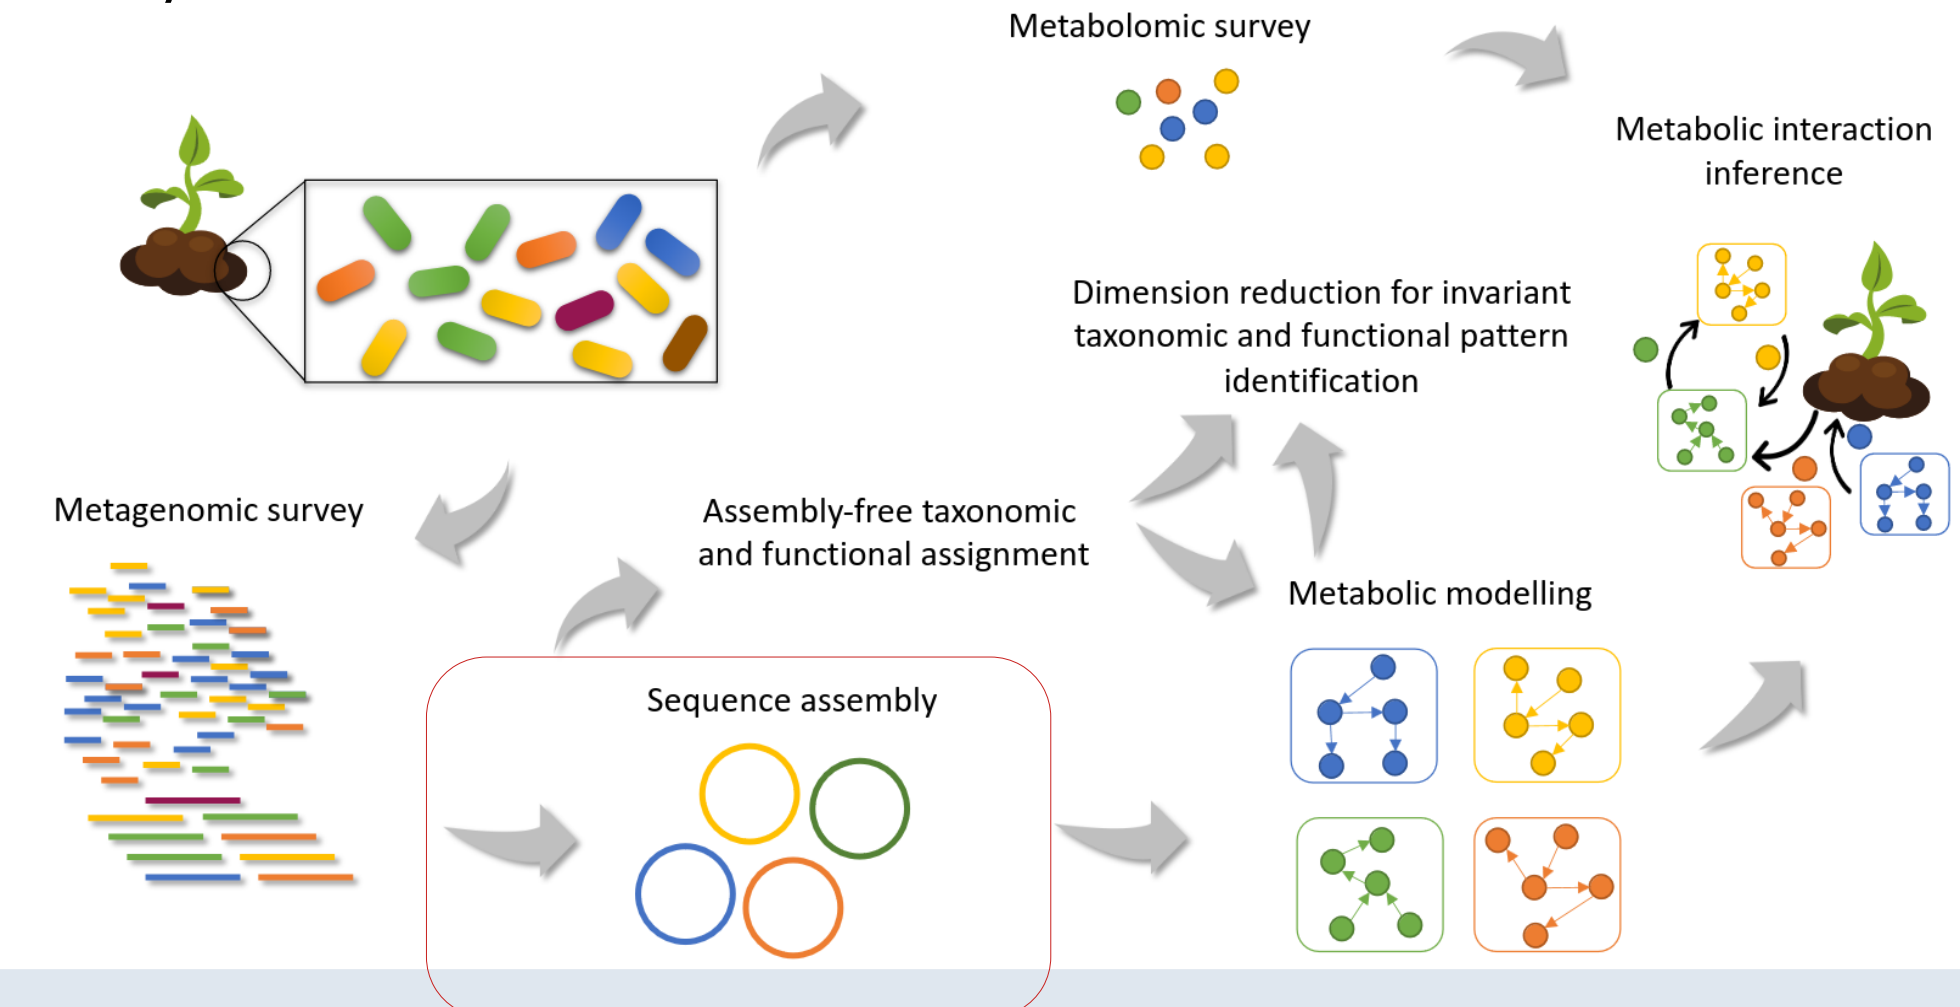 Metabolomic survey
Metabolic interaction
inference
Dimension reduction for invariant
taxonomic and functional pattern
identification
Metagenomic survey
Assembly-free taxonomic
and functional assignment
Metabolic modelling
Sequence assembly